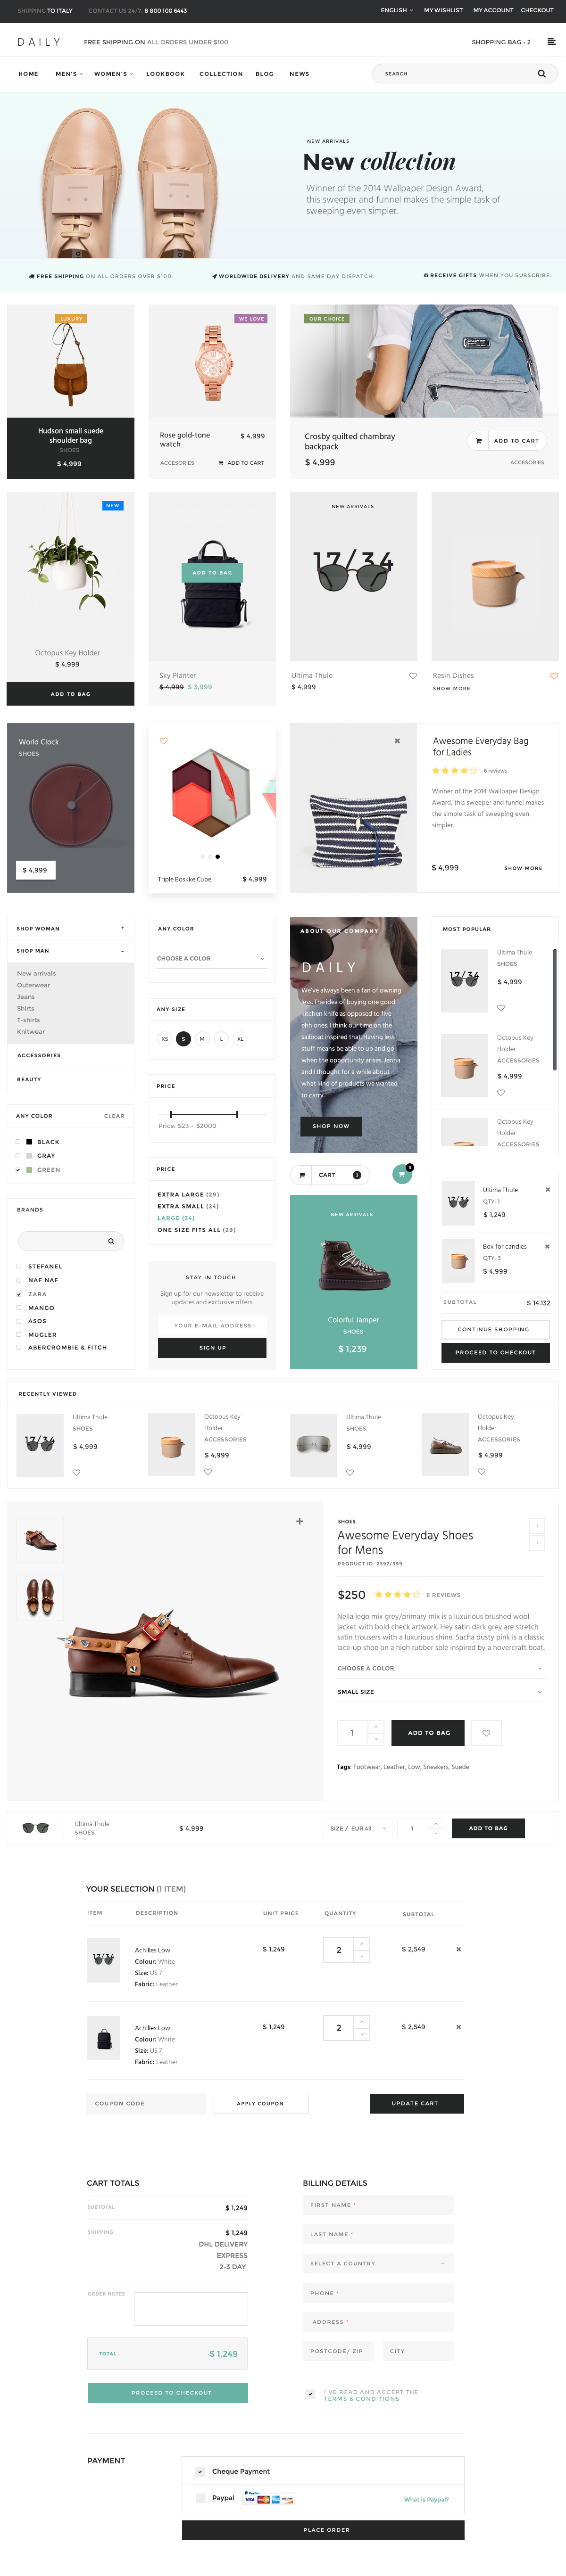 SHIPPING TO ITALY
CONTACT US 24/7: 8 800 100 6443
ENGLISH
MY WISHLIST
MY ACCOUNT
CHECKOUT
DAILY
FREE SHIPPING ON ALL ORDERS UNDER $100
SHOPPING BAG : 2
HOME
MEN'S
WOMEN'S
LOOKBOOK
COLLECTION
BLOG
NEWS
SEARCH
NEW ARRIVALS
New collection
Winner of the 2014 Wallpaper Design Award,
this sweeper and funnel makes the simple task of
sweeping even simpler.
FREE SHIPPING ON ALL ORDERS OVER $100.
WORLDWIDE DELIVERY AND SAME DAY DISPATCH.
RECEIVE GIFTS WHEN YOU SUBSCRIBE.
LUXURY
Hudson small suede
shoulder bag
SHOES
$ 4,999
WE LOVE
Rose gold-tone
watch
$ 4,999
ACCESORIES
ADD TO CART
OUR CHOICE
Crosby quilted chambray
backpack
$ 4,999
ADD TO CART
ACCESORIES
NEW
Octopus Key Holder
$ 4,999
ADD TO BAG
ADD TO BAG
Sky Planter
$ 4,999 $ 3,999
NEW ARRIVALS
17/34
Ultima Thule
$ 4,999
Resin Dishes
SHOW MORE
World Clock
SHOES
$ 4,999
Triple Boskke Cube
$ 4,999
Awesome Everyday Bag
for Ladies
6 reviews
Winner of the 2014 Wallpaper Design
Award, this sweeper and funnel makes
the simple task of sweeping even
simpler.
$ 4,999
SHOW MORE
SHOP WOMAN +
SHOP MAN –
New arrivals
Outerwear
Jeans
Shirts
T-shirts
Knitwear
ACCESSORIES
BEAUTY
ANY COLOR
CLEAR
BLACK
GRAY
GREEN
BRANDS
STEFANEL
NAF NAF
ZARA
MANGO
ASOS
MUGLER
ABERCROMBIE & FITCH
ANY COLOR
CHOOSE A COLOR
ANY SIZE
XS
S
M
L
XL
PRICE
Price: $23 - $2000
PRICE
EXTRA LARGE (29)
EXTRA SMALL (24)
LARGE (34)
ONE SIZE FITS ALL (29)
STAY IN TOUCH
Sign up for our newsletter to receive
updates and exclusive offers
YOUR E-MAIL ADDRESS
SIGN UP
ABOUT OUR COMPANY
DAILY
We've always been a fan of owning
less. The idea of buying one good
kitchen knife as opposed to five
ehh ones. I think our time on the
sailboat inspired that. Having less
stuff means be able to up and go
when the opportunity arises. Jenna
and I thought for a while about
what kind of products we wanted
to carry.
SHOP NOW
CART
NEW ARRIVALS
Colorful Jamper
SHOES
$ 1,239
MOST POPULAR
17/34
Ultima Thule
SHOES
$ 4,999
Octopus Key
Holder
ACCESSORIES
$ 4,999
Octopus Key
Holder
ACCESSORIES
17/34
Ultima Thule
QTY: 1
$ 1,249
Box for candies
QTY: 3
$ 4,999
SUBTOTAL
$ 14,132
CONTINUE SHOPPING
PROCEED TO CHECKOUT
RECENTLY VIEWED
17/34
Ultima Thule
SHOES
$ 4,999
Octopus Key
Holder
ACCESSORIES
$ 4,999
Ultima Thule
SHOES
$ 4,999
Octopus Key
Holder
ACCESSORIES
$ 4,999
SHOES
Awesome Everyday Shoes
for Mens
PRODUCT ID. 2597/399
$250
6 REVIEWS
Nella lego mix grey/primary mix is a luxurious brushed wool
jacket with bold check artwork. Hey satin dark grey are stretch
satin trousers with a luxurious shine. Sacha dusty pink is a classic
lace-up shoe on a high rubber sole inspired by a hovercraft boat.
CHOOSE A COLOR
SMALL SIZE
1
ADD TO BAG
Tags: Footwear, Leather, Low, Sneakers, Suede
Ultima Thule
SHOES
$ 4,999
SIZE / EUR 43
1
ADD TO BAG
YOUR SELECTION (1 ITEM)
ITEM
DESCRIPTION
UNIT PRICE
QUANTITY
SUBTOTAL
17/34
Achilles Low
Colour: White
Size: US 7
Fabric: Leather
$ 1,249
2
$ 2,549
Achilles Low
Colour: White
Size: US 7
Fabric: Leather
$ 1,249
2
$ 2,549
COUPON CODE
APPLY COUPON
UPDATE CART
CART TOTALS
SUBTOTAL
$ 1,249
SHIPPING
$ 1,249
DHL DELIVERY
EXPRESS
2-3 DAY
ORDER NOTES
TOTAL
$ 1,249
PROCEED TO CHECKOUT
BILLING DETAILS
FIRST NAME *
LAST NAME *
SELECT A COUNTRY
PHONE *
ADDRESS *
POSTCODE/ ZIP
CITY
I'VE READ AND ACCEPT THE
TERMS & CONDITIONS
PAYMENT
Cheque Payment
Paypal
PayPal
VISA
What is Paypal?
PLACE ORDER